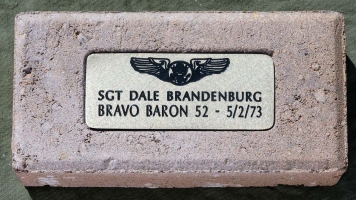 SGT DALE BRANDENBURG
BRAVO BARON 52 - 5/2/73